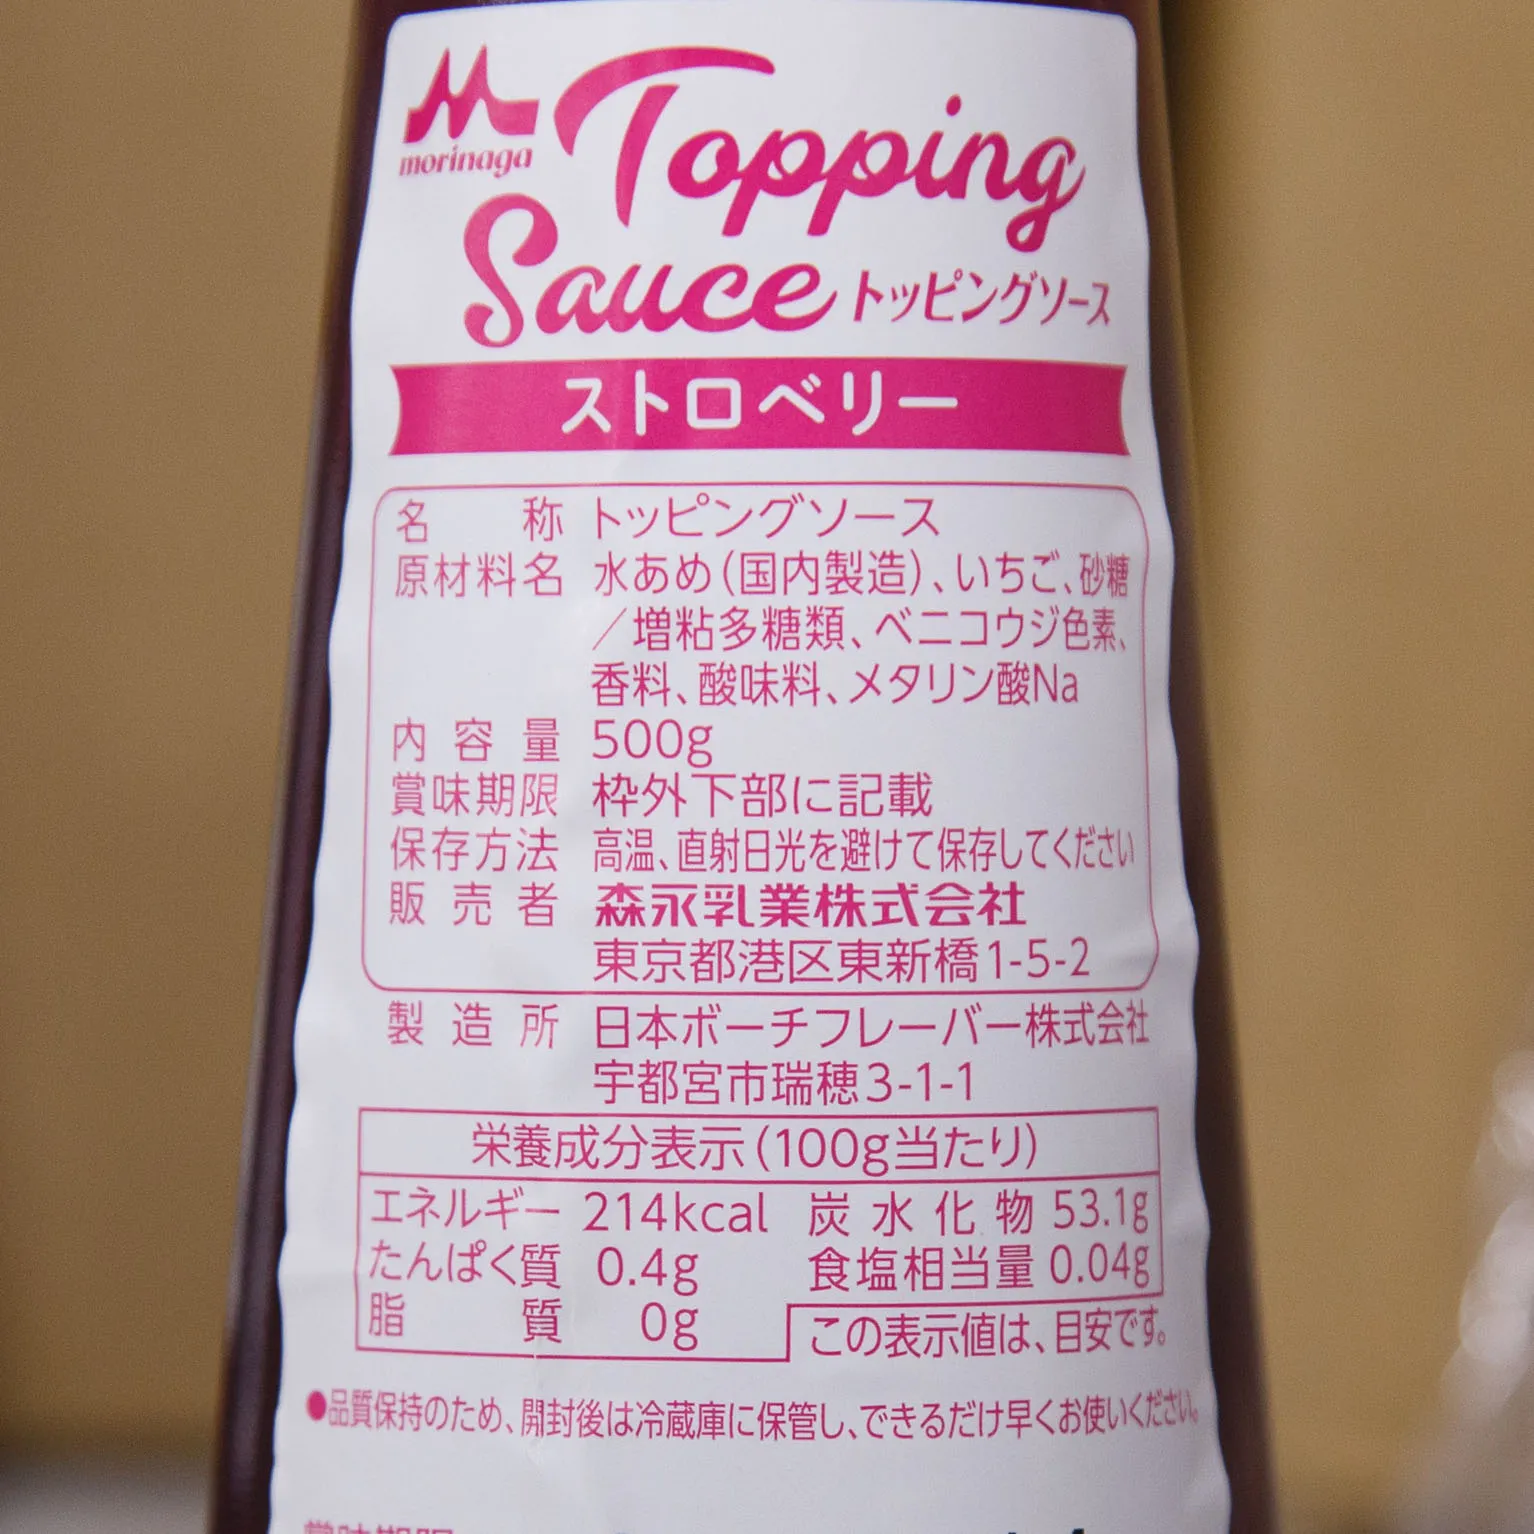 morinaga
Topping
Sauce トッピングソース
ストロベリー
名称 トッピングソース
原材料名 水あめ(国内製造)、いちご、砂糖
/増粘多糖類、ベニコウジ色素、
香料、酸味料、メタリン酸Na
内容量 500g
賞味期限 枠外下部に記載
保存方法 高温、直射日光を避けて保存してください
販売者 森永乳業株式会社
東京都港区東新橋1-5-2
製造所 日本ボーチフレーバー株式会社
宇都宮市瑞穂3-1-1
栄養成分表示(100g当たり)
エネルギー 214kcal 炭水化物 53.1g
たんぱく質 0.4g 食塩相当量 0.04g
脂質 0g この表示値は、目安です。
●品質保持のため、開封後は冷蔵庫に保管し、できるだけ早くお使いください。